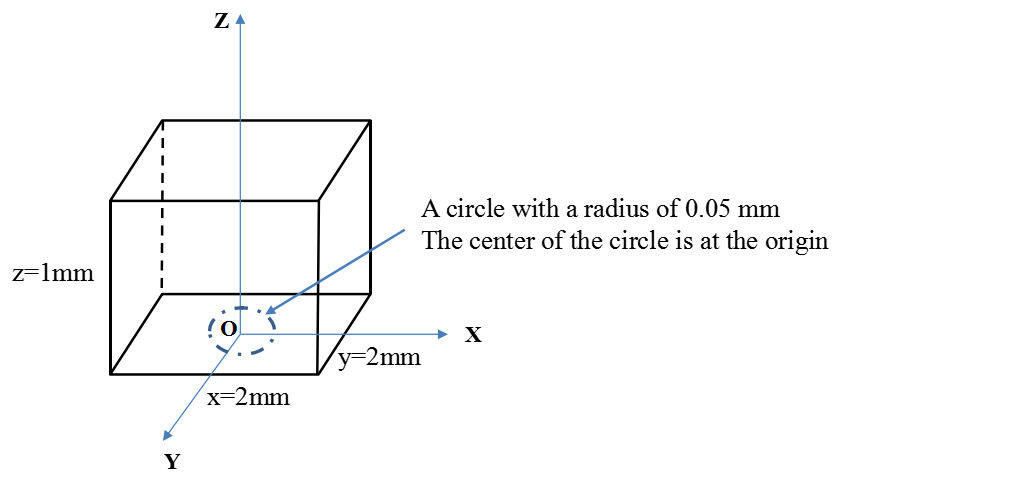 Z
A circle with a radius of 0.05 mm
The center of the circle is at the origin
z=1mm
O
X
y=2mm
x=2mm
Y